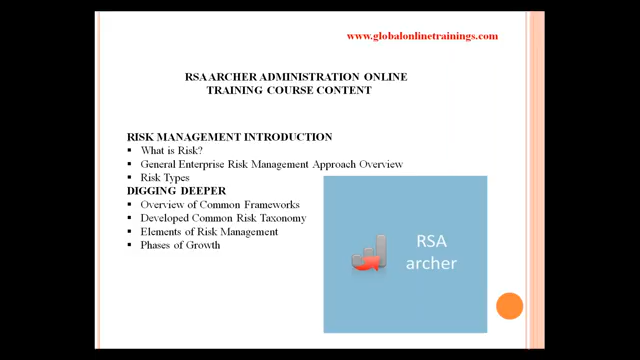 www.globalonlinetrainings.com
RSA ARCHER ADMINISTRATION ONLINE
TRAINING COURSE CONTENT
RISK MANAGEMENT INTRODUCTION
▪ What is Risk?
▪ General Enterprise Risk Management Approach Overview
▪ Risk Types
DIGGING DEEPER
▪ Overview of Common Frameworks
▪ Developed Common Risk Taxonomy
▪ Elements of Risk Management
▪ Phases of Growth
RSA
archer